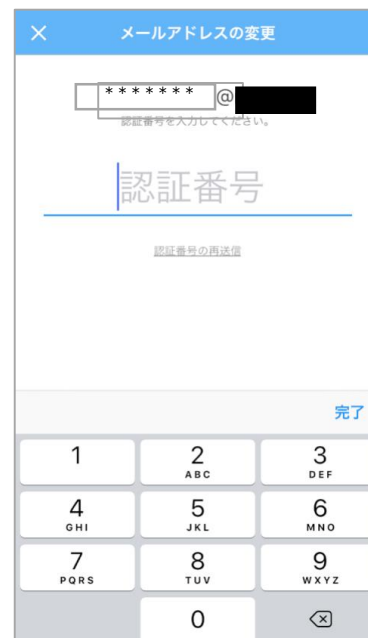 メールアドレスの変更
*******@
認証番号を入力してください。
認証番号
認証番号の再送信
完了
1 2 3
ABC DEF
4 5 6
GHI JKL MNO
7 8 9
PQRS TUV WXYZ
0